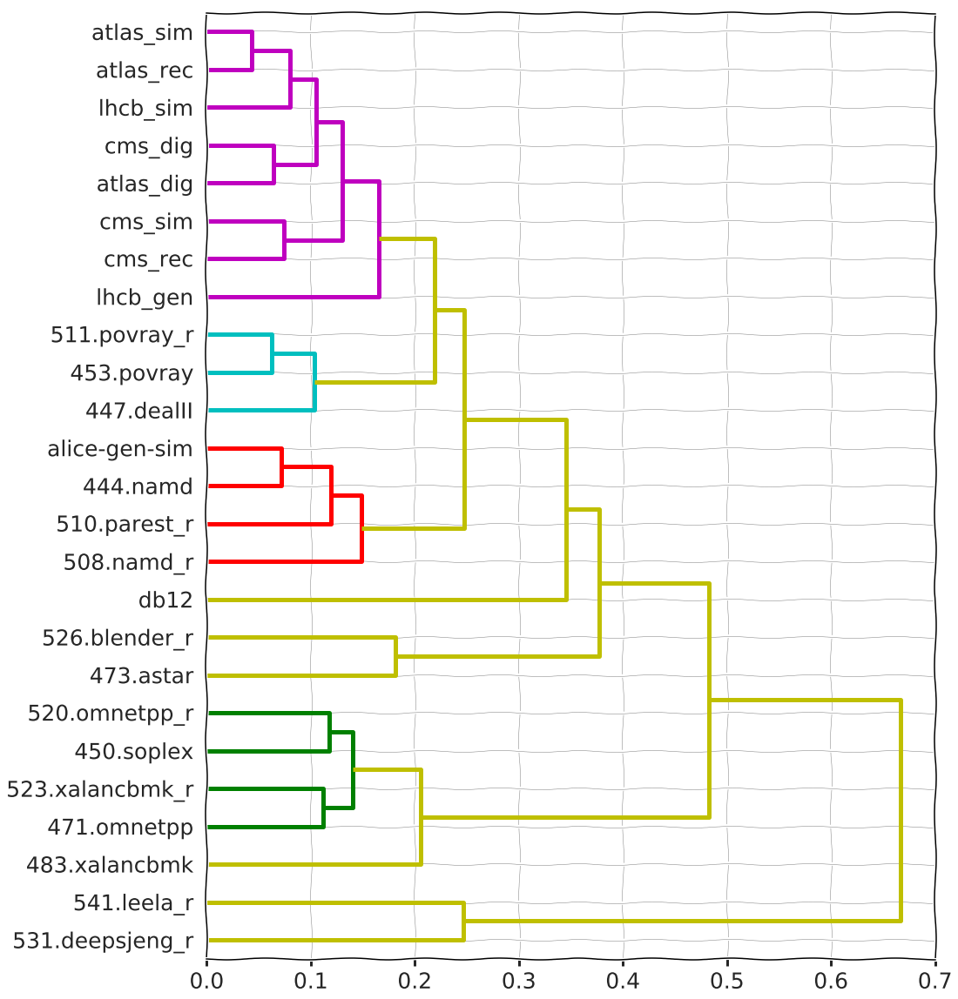 atlas_sim
atlas_rec
lhcb_sim
cms_dig
atlas_dig
cms_sim
cms_rec
lhcb_gen
511.povray_r
453.povray
447.dealII
alice-gen-sim
444.namd
510.parest_r
508.namd_r
db12
526.blender_r
473.astar
520.omnetpp_r
450.soplex
523.xalancbmk_r
471.omnetpp
483.xalancbmk
541.leela_r
531.deepsjeng_r
0.0 0.1 0.2 0.3 0.4 0.5 0.6 0.7